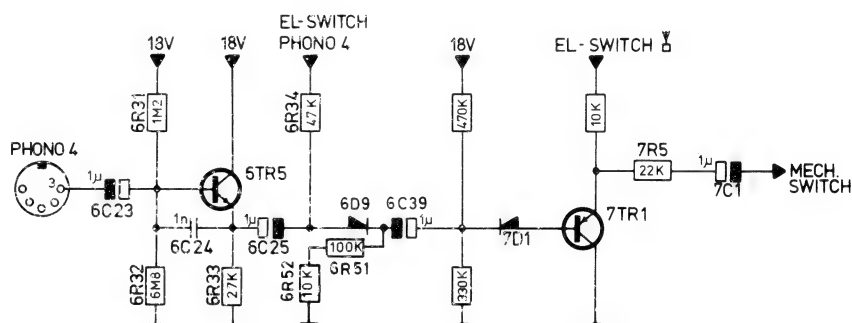 EL-SWITCH
PHONO 4
13V
18V
18V
EL-SWITCH
6R31
1M2
6R34
47K
470K
10K
PHONO 4
3
1µ
6C23
6TR5
7R5
22K
1µ
7C1
MECH.
SWITCH
1n
6C24
1µ
6C25
6D9
6C39
1µ
7D1
7TR1
100K
6R51
6R32
6M8
6R33
27K
6R52
10K
330K